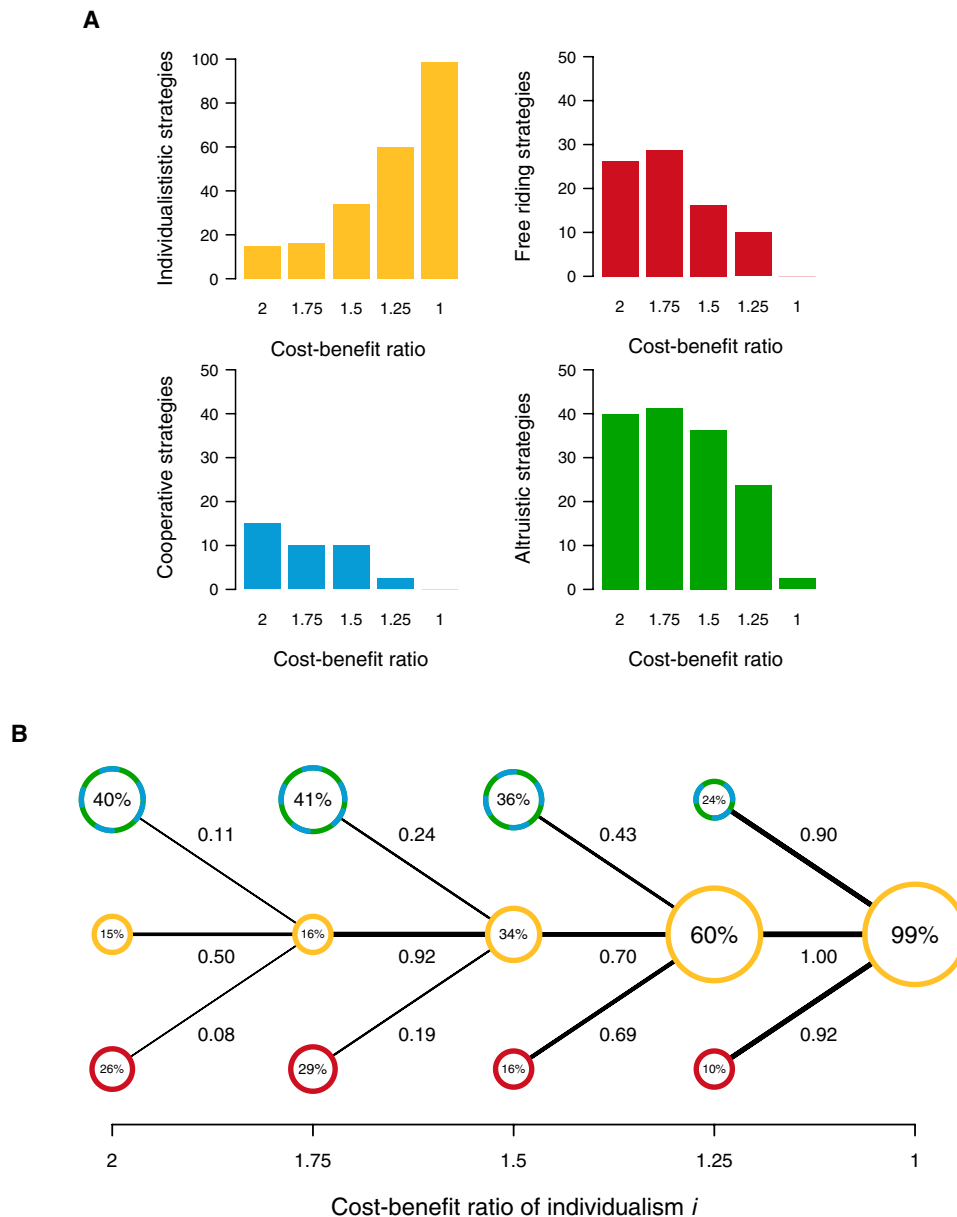 A
Individualististic strategies
100
80
60
40
20
0
2 1.75 1.5 1.25 1
Cost-benefit ratio
Free riding strategies
50
40
30
20
10
0
2 1.75 1.5 1.25 1
Cost-benefit ratio
Cooperative strategies
50
40
30
20
10
0
2 1.75 1.5 1.25 1
Cost-benefit ratio
Altruistic strategies
50
40
30
20
10
0
2 1.75 1.5 1.25 1
Cost-benefit ratio
B
40% 41% 36% 24%
0.11 0.24 0.43 0.90
15% 16% 34% 60% 99%
0.50 0.92 0.70 1.00
0.08 0.19 0.69 0.92
26% 29% 16% 10%
2 1.75 1.5 1.25 1
Cost-benefit ratio of individualism i